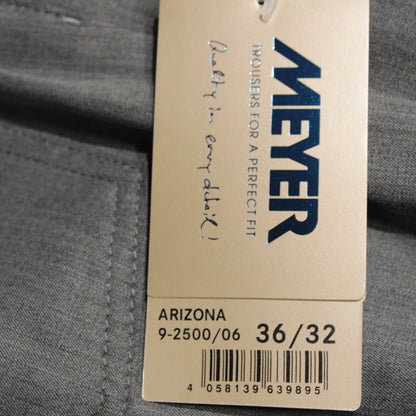 MEYER
TROUSERS FOR A PERFECT FIT
Quality in every detail!
ARIZONA
9-2500/06 36/32
4 058139 639895